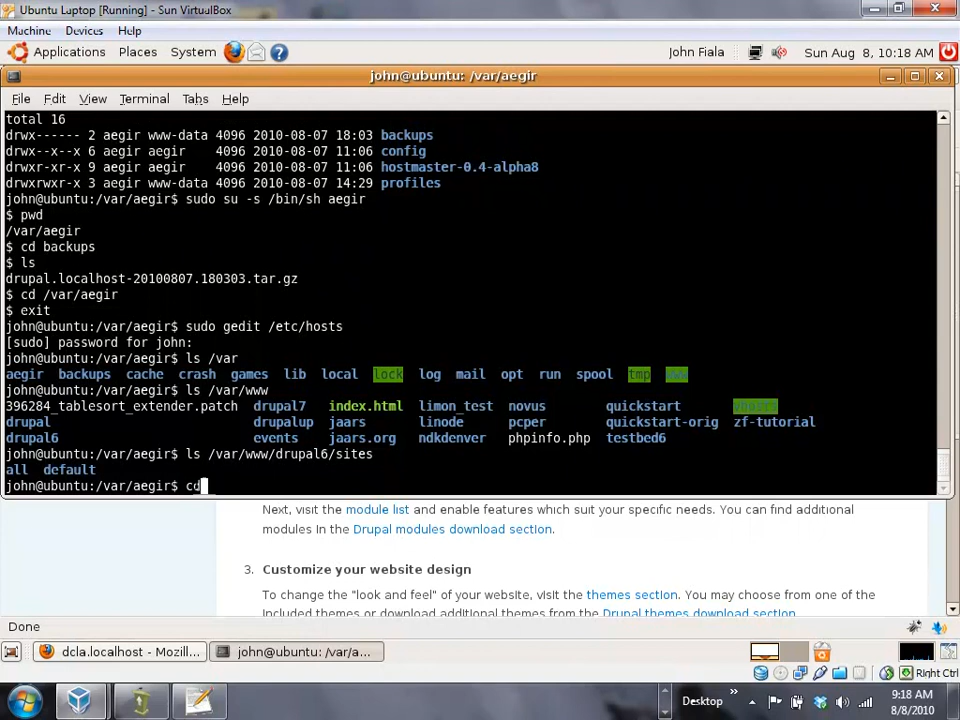 Ubuntu Laptop [Running] - Sun VirtualBox
Machine Devices Help
Applications Places System John Fiala Sun Aug 8, 10:18 AM
john@ubuntu: /var/aegir
File Edit View Terminal Tabs Help
total 16
drwx------ 2 aegir www-data 4096 2010-08-07 18:03 backups
drwx--x--x 6 aegir aegir 4096 2010-08-07 11:06 config
drwxr-xr-x 9 aegir aegir 4096 2010-08-07 11:06 hostmaster-0.4-alpha8
drwxrwxr-x 3 aegir www-data 4096 2010-08-07 14:29 profiles
john@ubuntu:/var/aegir$ sudo su -s /bin/sh aegir
$ pwd
/var/aegir
$ cd backups
$ ls
drupal.localhost-20100807.180303.tar.gz
$ cd /var/aegir
$ exit
john@ubuntu:/var/aegir$ sudo gedit /etc/hosts
[sudo] password for john:
john@ubuntu:/var/aegir$ ls /var
aegir backups cache crash games lib local lock log mail opt run spool tmp www
john@ubuntu:/var/aegir$ ls /var/www
396284_tablesort_extender.patch drupal7 index.html limon_test novus quickstart
drupal drupalup jaars linode pcper quickstart-orig zf-tutorial
drupal6 events jaars.org ndkdenver phpinfo.php testbed6
john@ubuntu:/var/aegir$ ls /var/www/drupal6/sites
all default
john@ubuntu:/var/aegir$ cd
Next, visit the module list and enable features which suit your specific needs. You can find additional
modules in the Drupal modules download section.
3. Customize your website design
To change the "look and feel" of your website, visit the themes section. You may choose from one of the
included themes or download additional themes from the Drupal themes download section.
Done
dcla.localhost - Mozill... john@ubuntu: /var/a...
Right Ctrl
Desktop
9:18 AM
8/8/2010